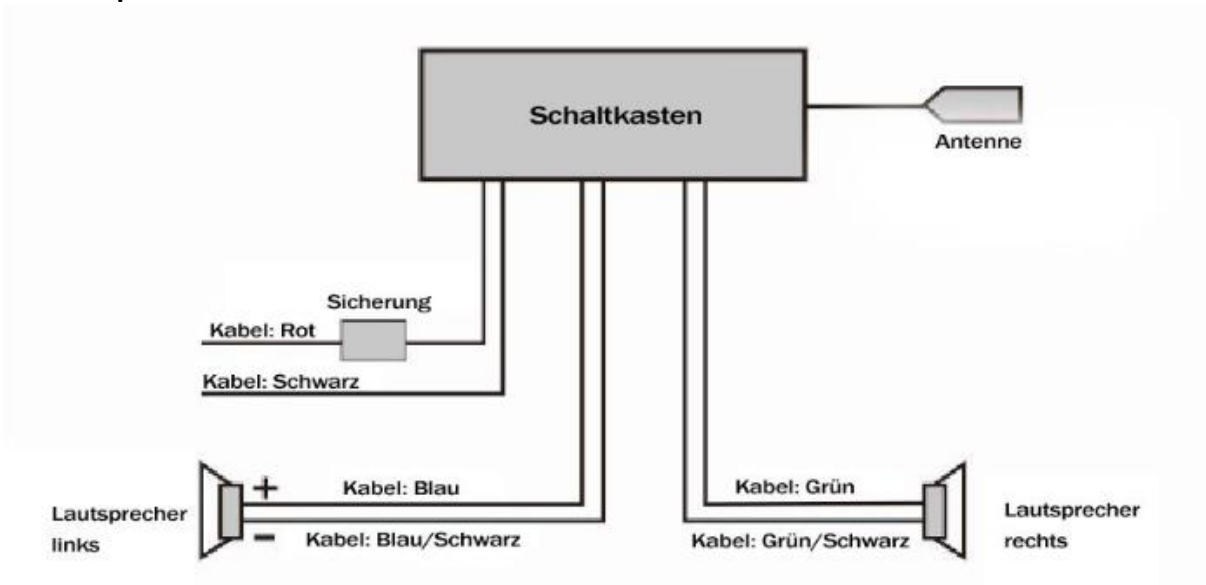 Schaltkasten
Antenne
Sicherung
Kabel: Rot
Kabel: Schwarz
+
Kabel: Blau
Kabel: Grün
Lautsprecher
links
−
Kabel: Blau/Schwarz
Kabel: Grün/Schwarz
Lautsprecher
rechts